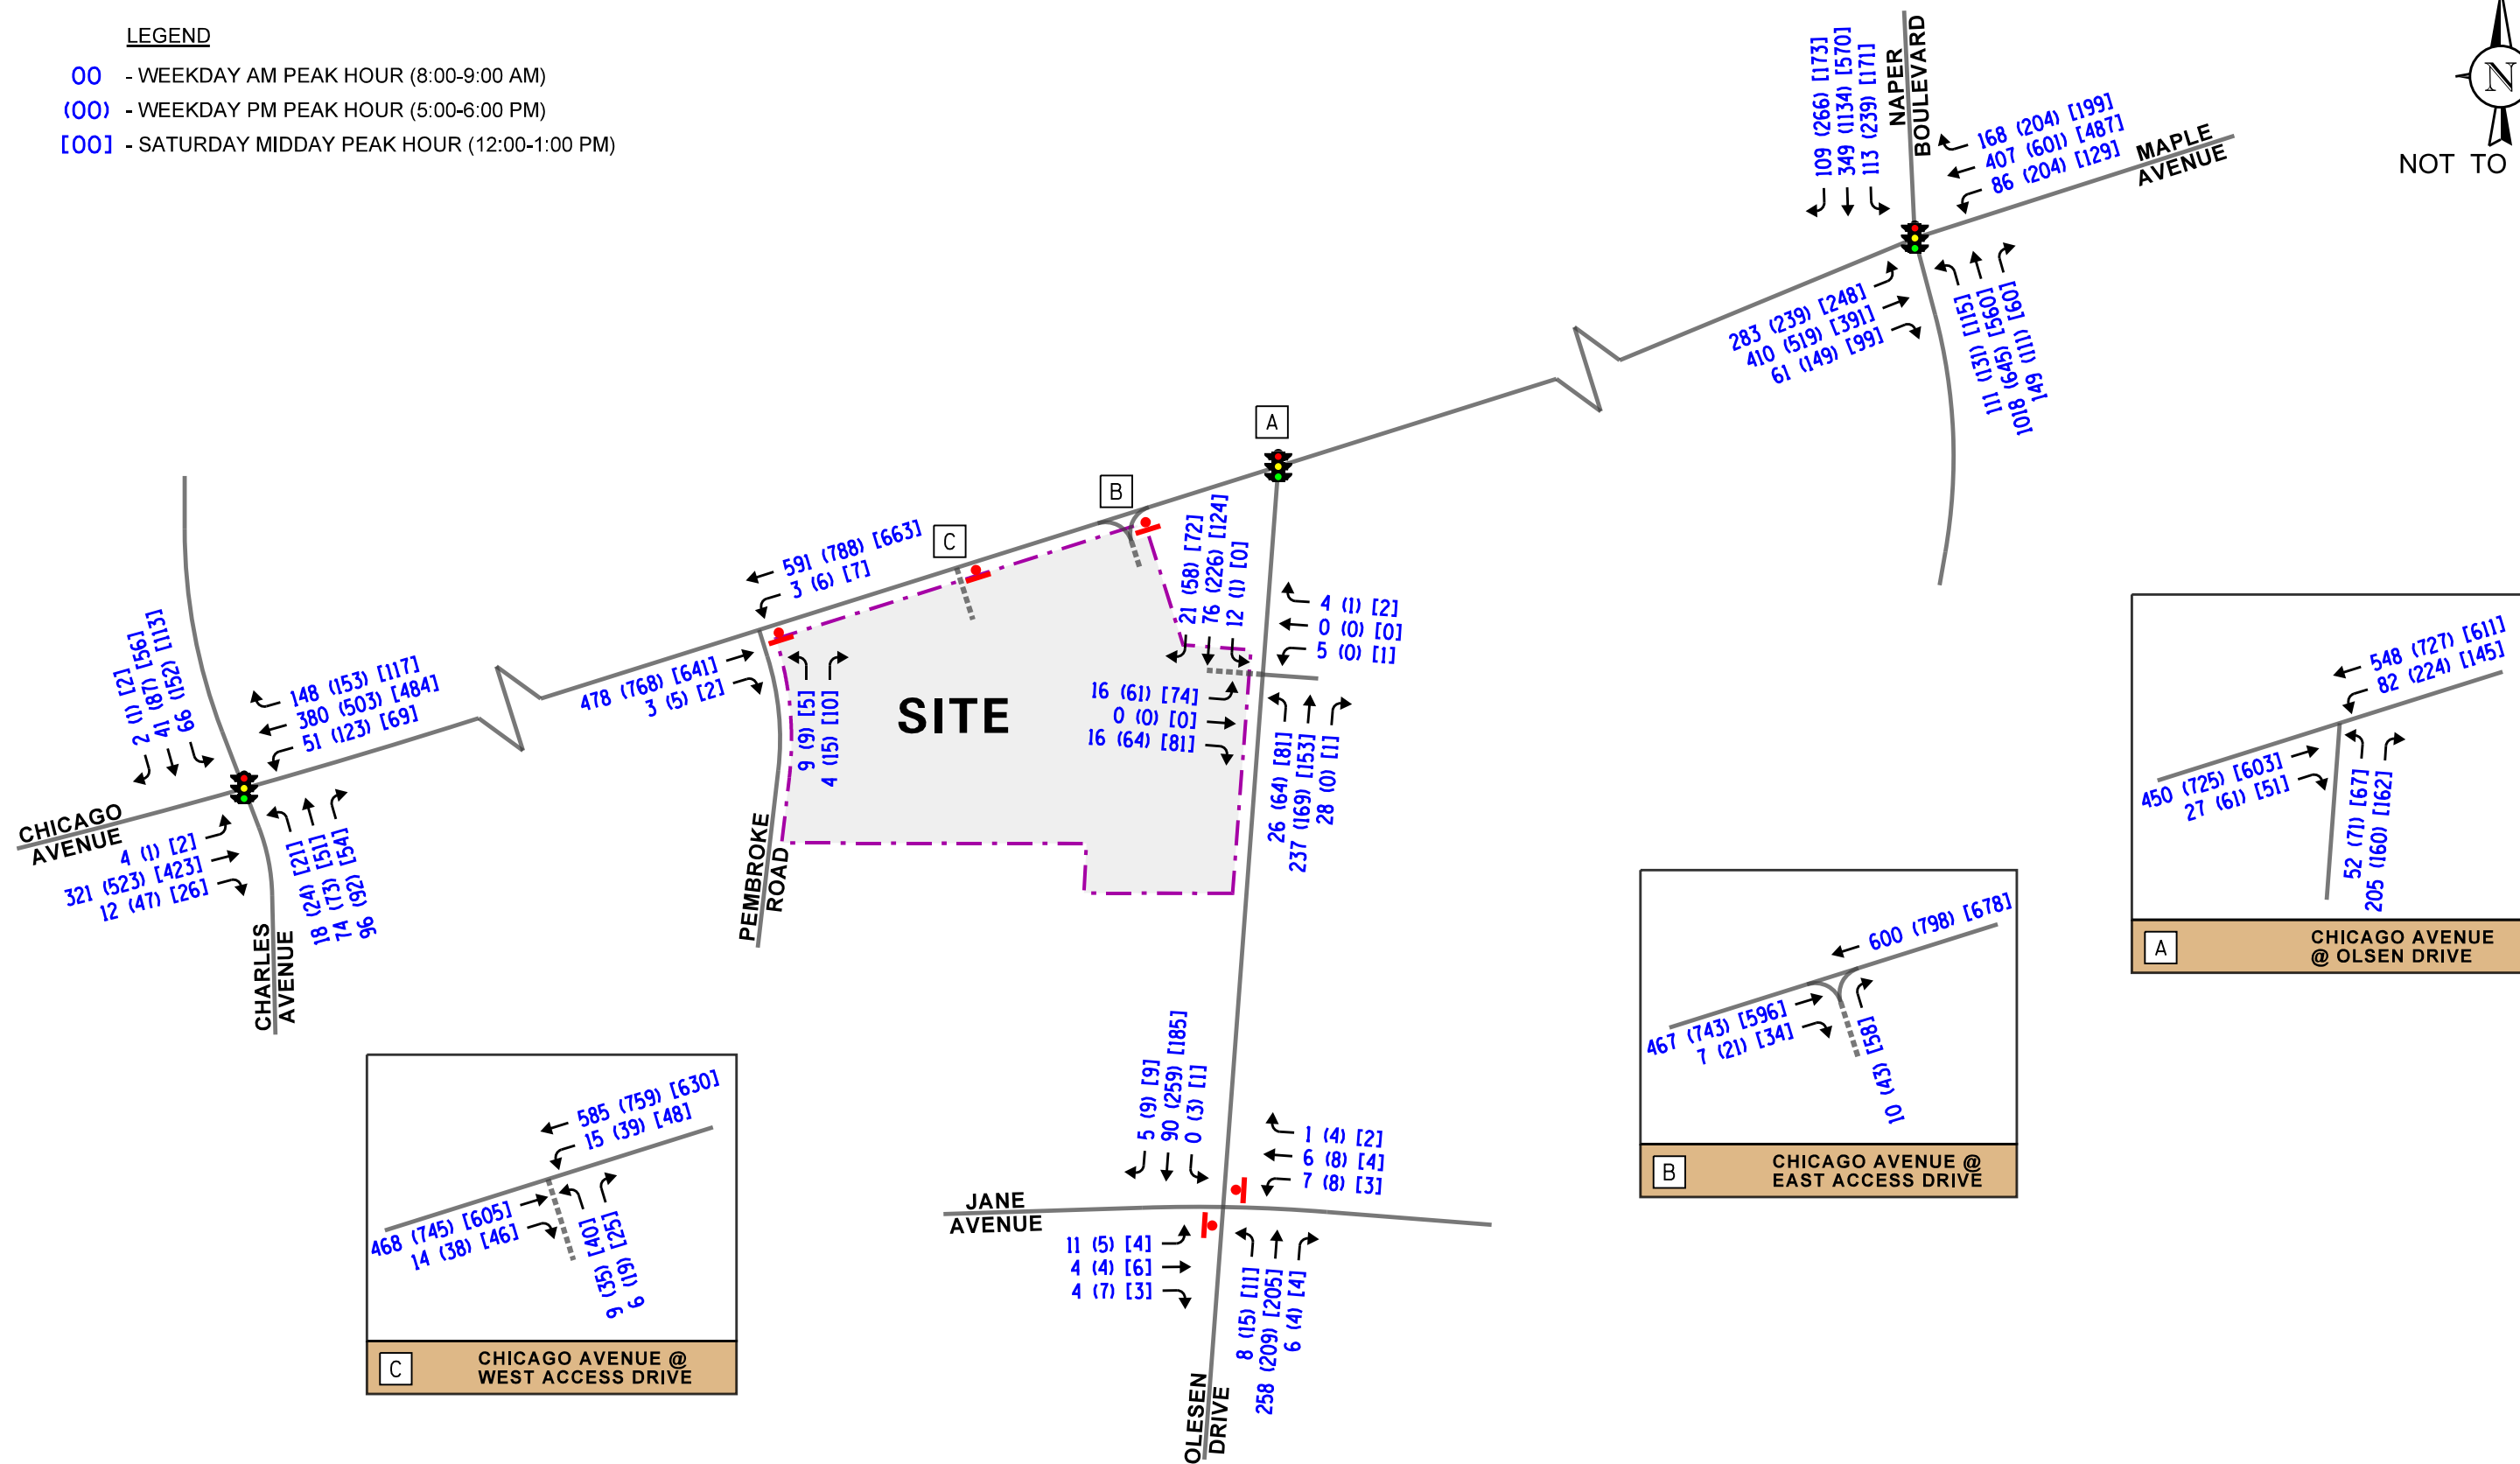 LEGEND
00 - WEEKDAY AM PEAK HOUR (8:00-9:00 AM)
(00) - WEEKDAY PM PEAK HOUR (5:00-6:00 PM)
[00] - SATURDAY MIDDAY PEAK HOUR (12:00-1:00 PM)
N
NOT TO
109 (266) [173]
349 (1134) [570]
113 (239) [171]
NAPER
BOULEVARD
168 (204) [199]
407 (601) [487]
86 (204) [129]
MAPLE
AVENUE
283 (239) [248]
410 (519) [391]
61 (149) [99]
111 (131) [115]
1018 (645) [560]
149 (111) [60]
A
B
C
591 (788) [663]
3 (6) [7]
478 (768) [641]
3 (5) [2]
9 (9) [5]
4 (15) [10]
SITE
21 (58) [72]
76 (226) [124]
12 (1) [0]
4 (1) [2]
0 (0) [0]
5 (0) [1]
16 (61) [74]
0 (0) [0]
16 (64) [81]
26 (64) [81]
237 (169) [153]
28 (0) [1]
2 (1) [2]
41 (87) [56]
66 (152) [113]
148 (153) [117]
380 (503) [484]
51 (123) [69]
CHICAGO
AVENUE
4 (1) [2]
321 (523) [423]
12 (47) [26]
18 (24) [21]
74 (73) [51]
96 (92) [54]
CHARLES
AVENUE
PEMBROKE
ROAD
548 (727) [611]
82 (224) [145]
450 (725) [603]
27 (61) [51]
52 (71) [67]
205 (160) [162]
A
CHICAGO AVENUE
@ OLSEN DRIVE
600 (798) [678]
467 (743) [596]
7 (21) [34]
10 (43) [58]
B
CHICAGO AVENUE @
EAST ACCESS DRIVE
585 (759) [630]
15 (39) [48]
468 (745) [605]
14 (38) [46]
9 (35) [40]
6 (19) [25]
C
CHICAGO AVENUE @
WEST ACCESS DRIVE
5 (9) [9]
90 (259) [185]
0 (3) [1]
1 (4) [2]
6 (8) [4]
7 (8) [3]
JANE
AVENUE
11 (5) [4]
4 (4) [6]
4 (7) [3]
8 (15) [11]
258 (209) [205]
6 (4) [4]
OLESEN
DRIVE